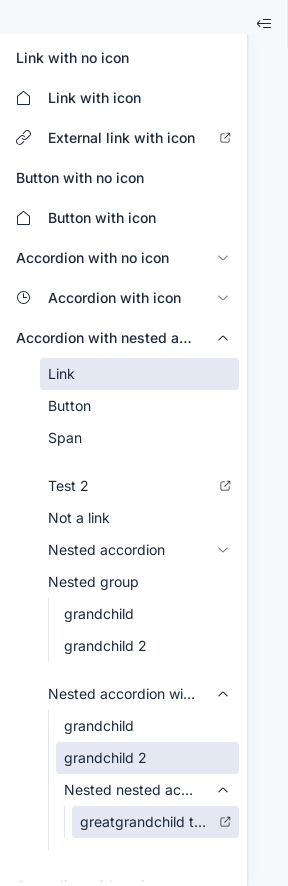 Link with no icon
Link with icon
External link with icon
Button with no icon
Button with icon
Accordion with no icon
Accordion with icon
Accordion with nested a...
Link
Button
Span
Test 2
Not a link
Nested accordion
Nested group
grandchild
grandchild 2
Nested accordion wi...
grandchild
grandchild 2
Nested nested ac...
greatgrandchild t...